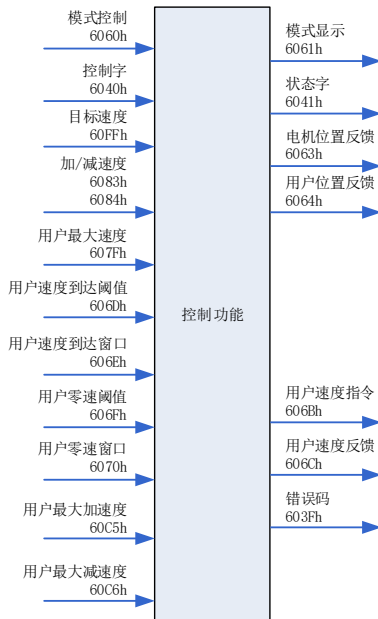 模式控制
6060h
控制字
6040h
目标速度
60FFh
加/减速度
6083h
6084h
用户最大速度
607Fh
用户速度到达阈值
606Dh
用户速度到达窗口
606Eh
用户零速阈值
606Fh
用户零速窗口
6070h
用户最大加速度
60C5h
用户最大减速度
60C6h
控制功能
模式显示
6061h
状态字
6041h
电机位置反馈
6063h
用户位置反馈
6064h
用户速度指令
606Bh
用户速度反馈
606Ch
错误码
603Fh